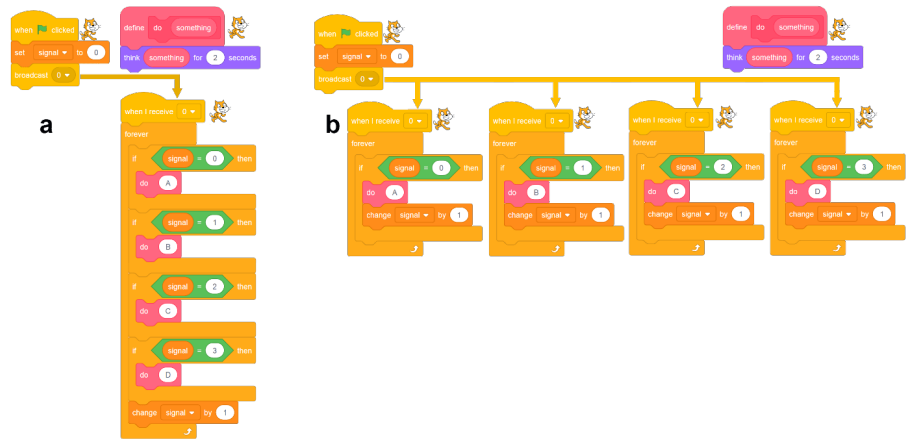 when clicked
set signal to 0
broadcast 0
define do something
think something for 2 seconds
a
when I receive 0
forever
if signal = 0 then
do A
if signal = 1 then
do B
if signal = 2 then
do C
if signal = 3 then
do D
change signal by 1
when clicked
set signal to 0
broadcast 0
define do something
think something for 2 seconds
b
when I receive 0
forever
if signal = 0 then
do A
change signal by 1
when I receive 0
forever
if signal = 1 then
do B
change signal by 1
when I receive 0
forever
if signal = 2 then
do C
change signal by 1
when I receive 0
forever
if signal = 3 then
do D
change signal by 1